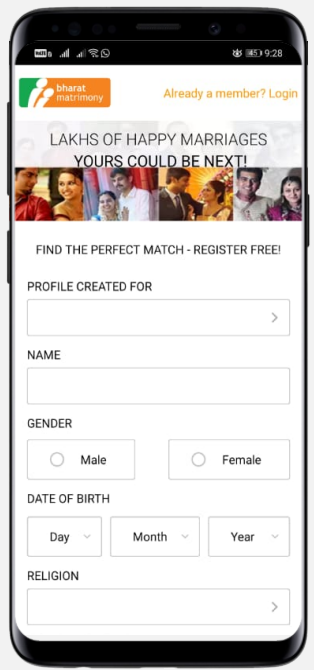 45 9:28
bharat
matrimony
Already a member? Login
LAKHS OF HAPPY MARRIAGES
YOURS COULD BE NEXT!
FIND THE PERFECT MATCH - REGISTER FREE!
PROFILE CREATED FOR
NAME
GENDER
Male Female
DATE OF BIRTH
Day Month Year
RELIGION